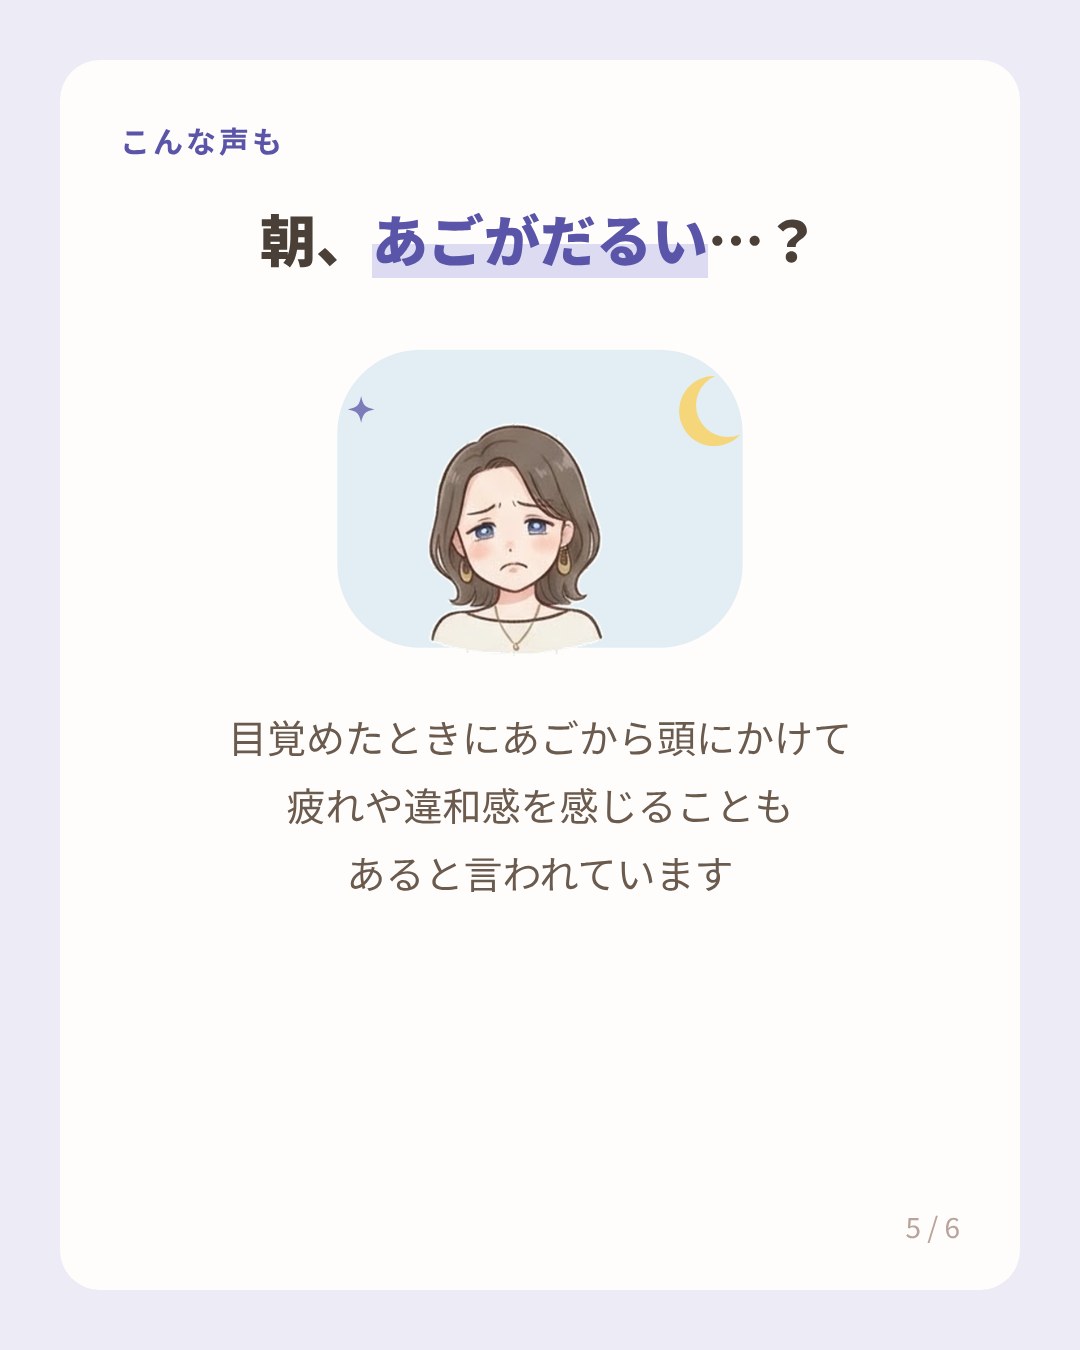 こんな声も
朝、あごがだるい…？
目覚めたときにあごから頭にかけて
疲れや違和感を感じることも
あると言われています
5 / 6